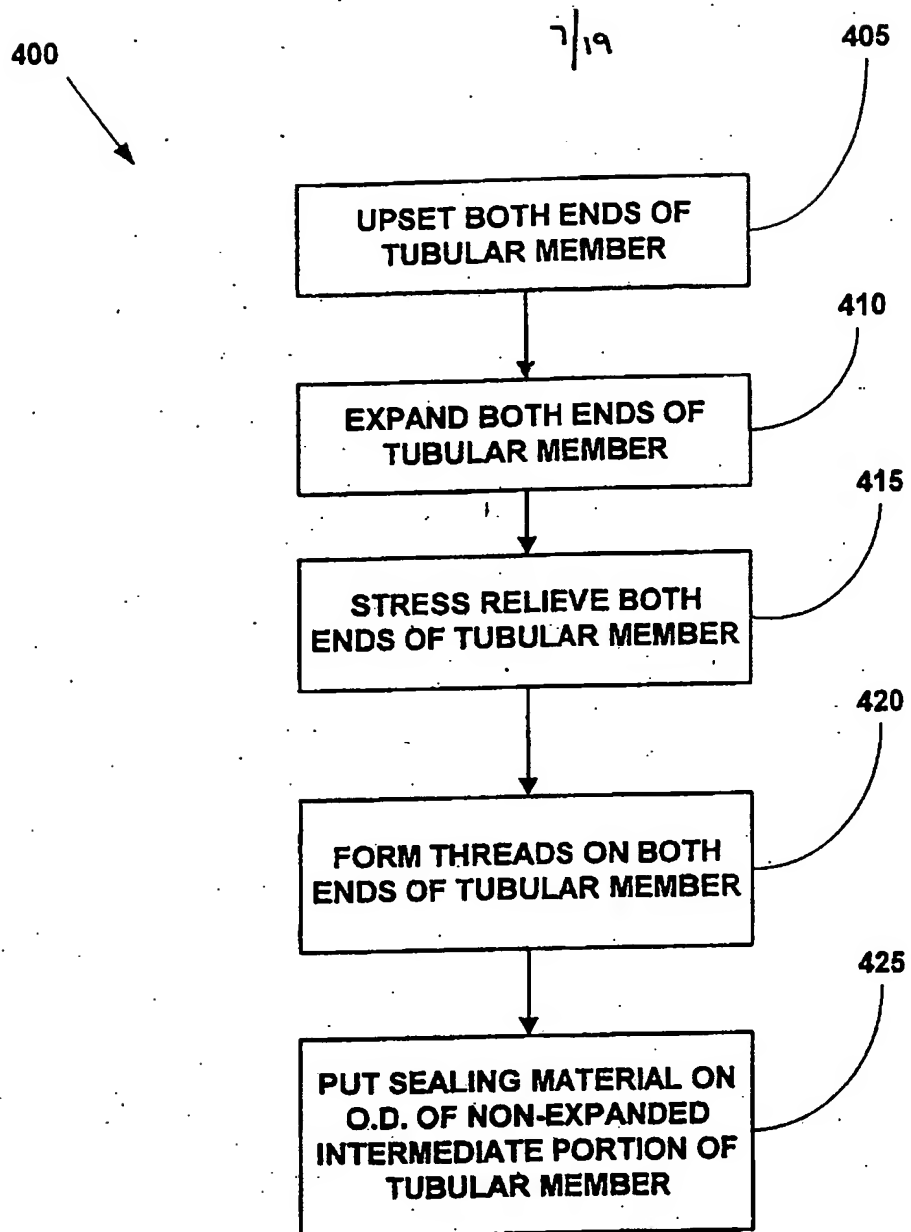 7/19
400
405
UPSET BOTH ENDS OF
TUBULAR MEMBER
410
EXPAND BOTH ENDS OF
TUBULAR MEMBER
415
STRESS RELIEVE BOTH
ENDS OF TUBULAR MEMBER
420
FORM THREADS ON BOTH
ENDS OF TUBULAR MEMBER
425
PUT SEALING MATERIAL ON
O.D. OF NON-EXPANDED
INTERMEDIATE PORTION OF
TUBULAR MEMBER